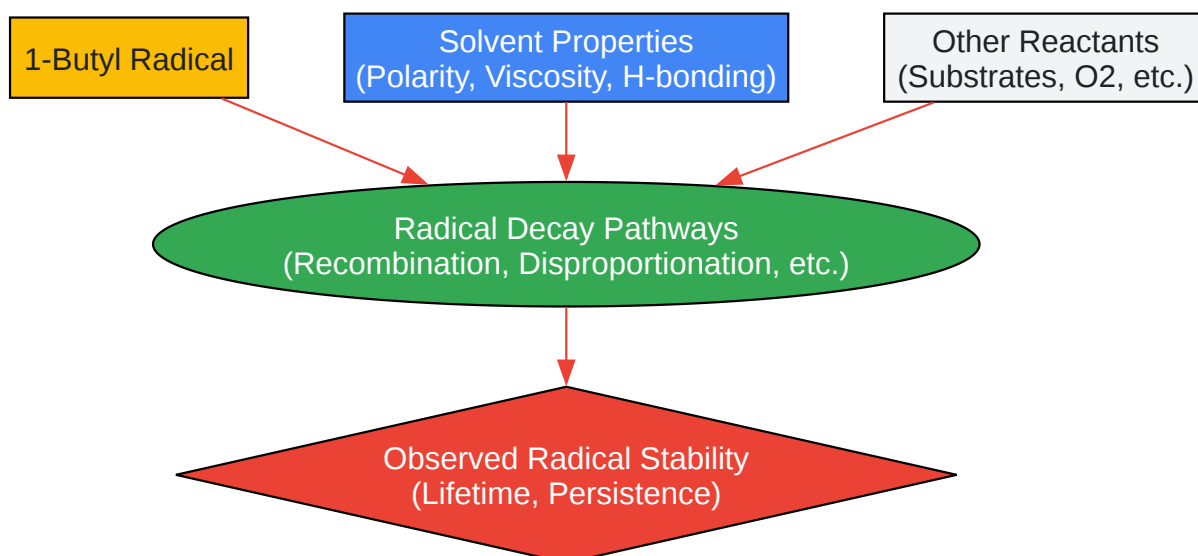 1-Butyl Radical
Solvent Properties
(Polarity, Viscosity, H-bonding)
Other Reactants
(Substrates, O2, etc.)
Radical Decay Pathways
(Recombination, Disproportionation, etc.)
Observed Radical Stability
(Lifetime, Persistence)